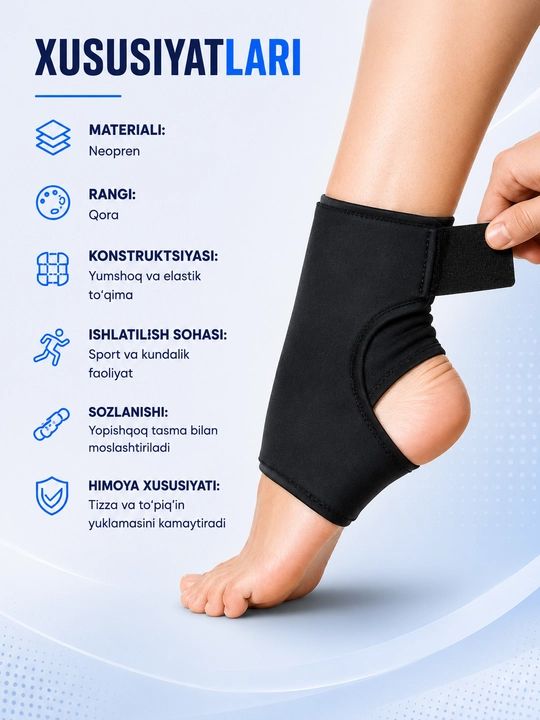 XUSUSIYATLARI
MATERIALI:
Neopren
RANGI:
Qora
KONSTRUKTSIYASI:
Yumshoq va elastik
to‘qima
ISHLATILISH SOHASI:
Sport va kundalik
faoliyat
SOZLANISHI:
Yopishqoq tasma bilan
moslashtiriladi
HIMOYA XUSUSIYATI:
Tizza va to‘piq‘in
yuklamasini kamaytiradi